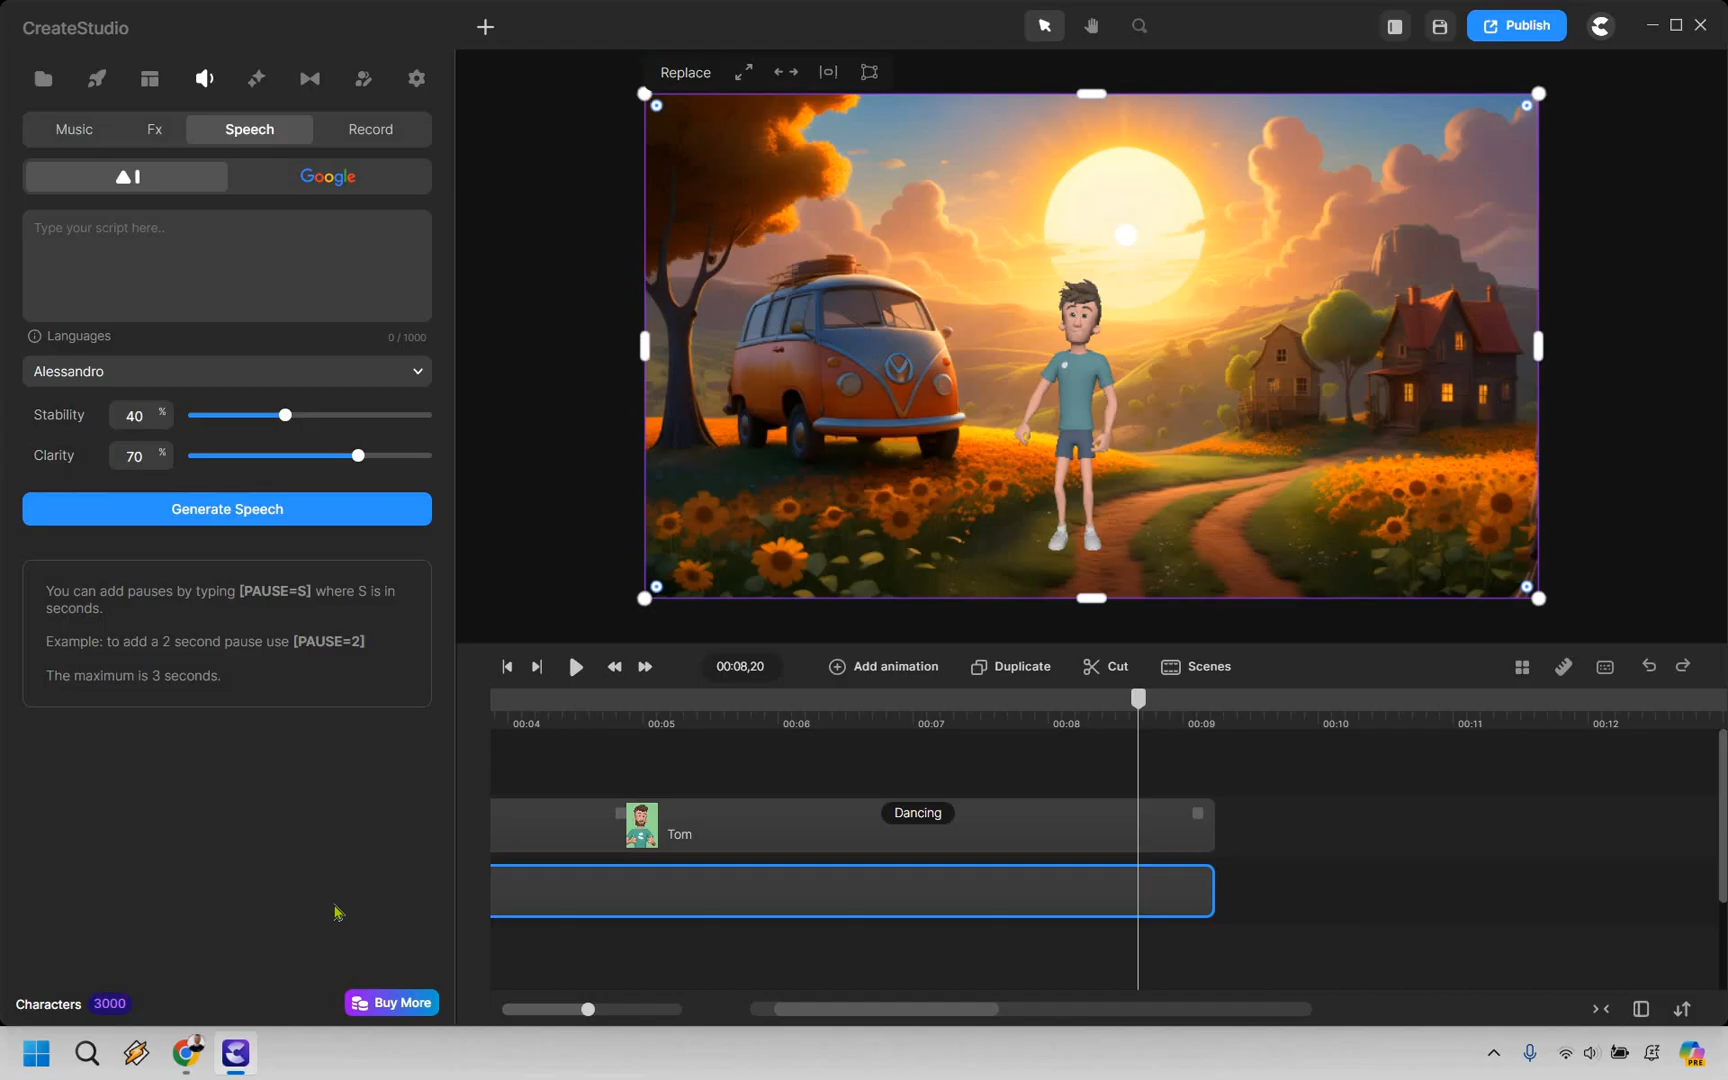 CreateStudio
Publish
Replace
Music Fx Speech Record
AI Google
Type your script here..
Languages 0 / 1000
Alessandro
Stability 40 %
Clarity 70 %
Generate Speech
You can add pauses by typing [PAUSE=S] where S is in
seconds.
Example: to add a 2 second pause use [PAUSE=2]
The maximum is 3 seconds.
00:08,20 Add animation Duplicate Cut Scenes
00:04 00:05 00:06 00:07 00:08 00:09 00:10 00:11 00:12
Dancing
Tom
Characters 3000 Buy More
PRE